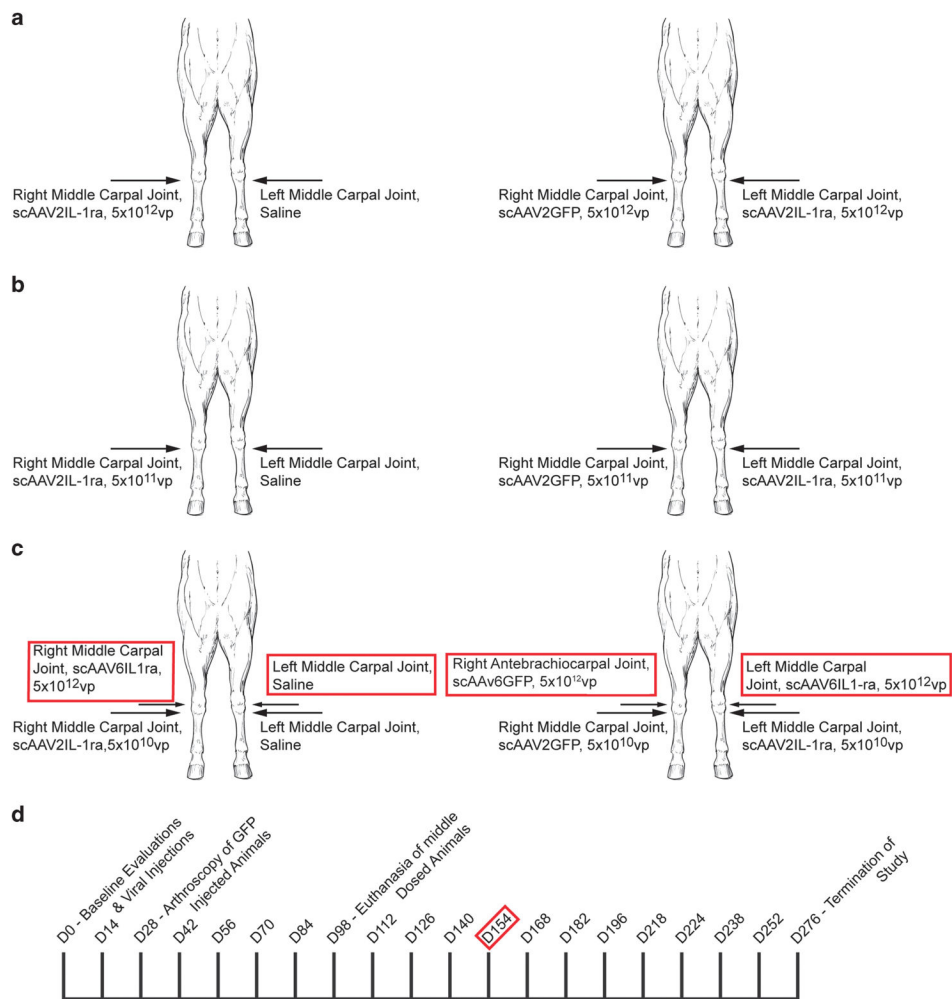 a
Right Middle Carpal Joint,
scAAV2IL-1ra, 5x10¹²vp
Left Middle Carpal Joint,
Saline
Right Middle Carpal Joint,
scAAV2GFP, 5x10¹²vp
Left Middle Carpal Joint,
scAAV2IL-1ra, 5x10¹²vp
b
Right Middle Carpal Joint,
scAAV2IL-1ra, 5x10¹¹vp
Left Middle Carpal Joint,
Saline
Right Middle Carpal Joint,
scAAV2GFP, 5x10¹¹vp
Left Middle Carpal Joint,
scAAV2IL-1ra, 5x10¹¹vp
c
Right Middle Carpal
Joint, scAAV6IL1ra,
5x10¹²vp
Left Middle Carpal Joint,
Saline
Right Antebrachiocarpal Joint,
scAAv6GFP, 5x10¹²vp
Left Middle Carpal
Joint, scAAV6IL1-ra, 5x10¹²vp
Right Middle Carpal Joint,
scAAV2IL-1ra,5x10¹⁰vp
Left Middle Carpal Joint,
Saline
Right Middle Carpal Joint,
scAAV2GFP, 5x10¹⁰vp
Left Middle Carpal Joint,
scAAV2IL-1ra, 5x10¹⁰vp
d
D0 - Baseline Evaluations
& Viral Injections
D14
D28 - Arthroscopy of GFP
Injected Animals
D42
D56
D70
D84
D98 - Euthanasia of middle
Dosed Animals
D112
D126
D140
D154
D168
D182
D196
D218
D224
D238
D252
D276 - Termination of
Study